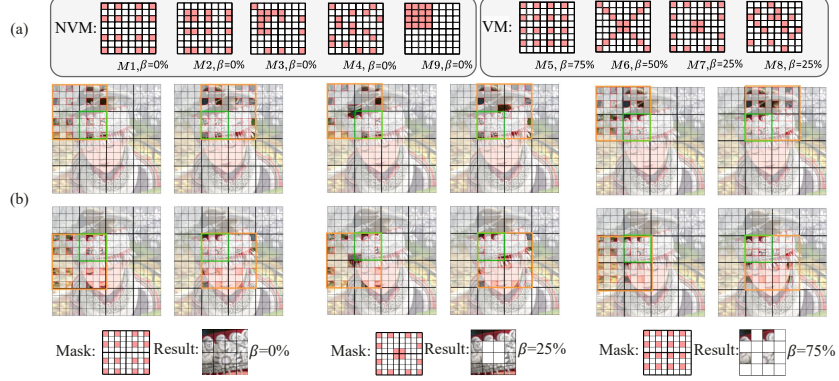 (a)
NVM:
M1,β=0%
M2,β=0%
M3,β=0%
M4,β=0%
M9,β=0%
VM:
M5,β=75%
M6,β=50%
M7,β=25%
M8,β=25%
(b)
Mask: Result: β=0%
Mask: Result: β=25%
Mask: Result: β=75%